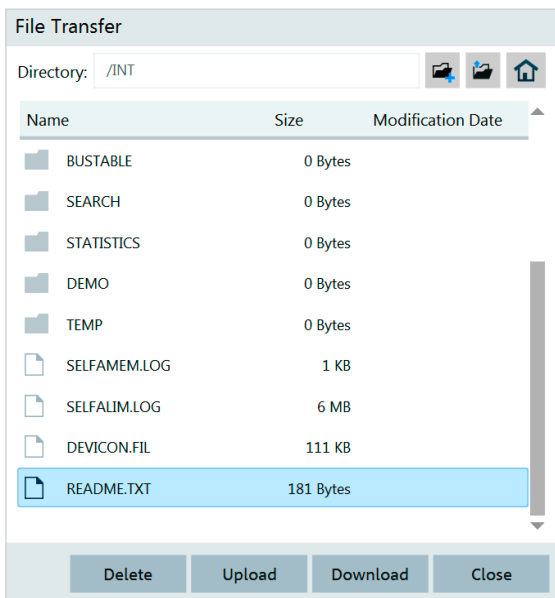 File Transfer
Directory: /INT
Name Size Modification Date
BUSTABLE 0 Bytes
SEARCH 0 Bytes
STATISTICS 0 Bytes
DEMO 0 Bytes
TEMP 0 Bytes
SELFAMEM.LOG 1 KB
SELFALIM.LOG 6 MB
DEVICON.FIL 111 KB
README.TXT 181 Bytes
Delete Upload Download Close